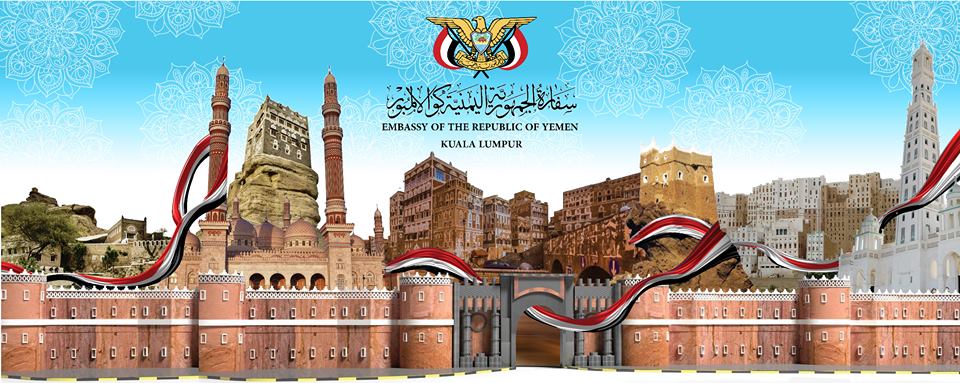 سفارة الجمهورية اليمنية كوالالمبور
EMBASSY OF THE REPUBLIC OF YEMEN
KUALA LUMPUR